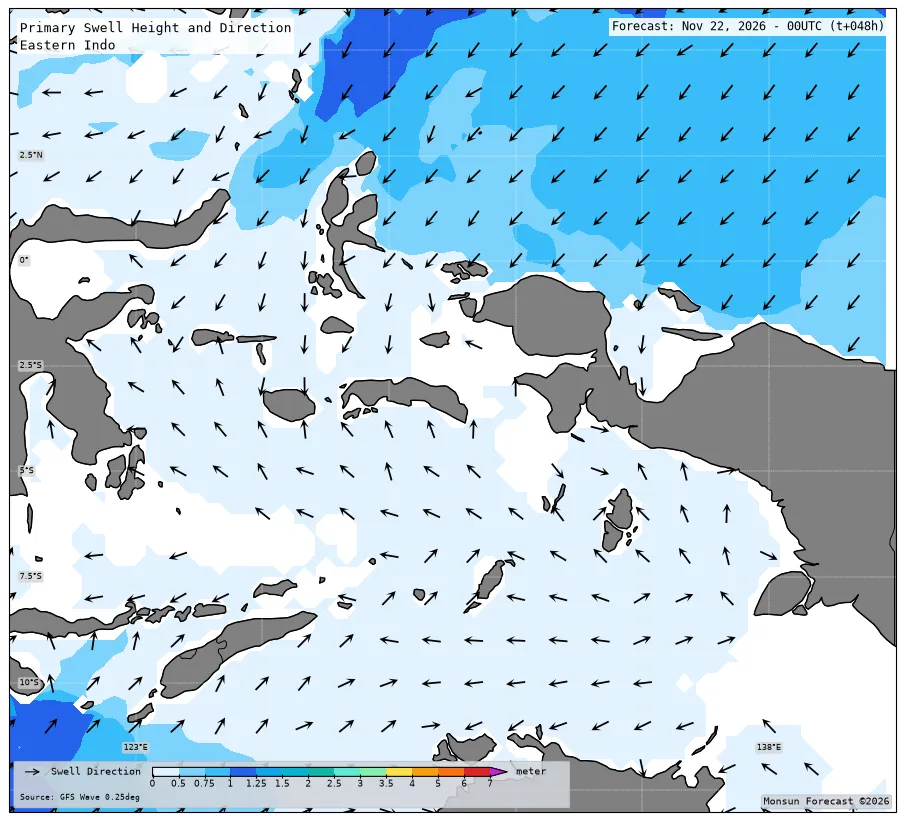 Primary Swell Height and Direction
Eastern Indo
Forecast: Nov 22, 2026 - 00UTC (t+048h)
2.5°N
0°
2.5°S
5°S
7.5°S
10°S
123°E
138°E
Swell Direction
meter
0 0.5 0.75 1 1.25 1.5 2 2.5 3 3.5 4 5 6 7
Source: GFS Wave 0.25deg
Monsun Forecast ©2026